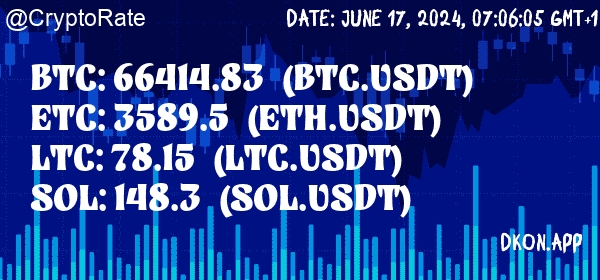 @CryptoRate
DATE: JUNE 17, 2024, 07:06:05 GMT+1
BTC: 66414.83 (BTC.USDT)
ETC: 3589.5 (ETH.USDT)
LTC: 78.15 (LTC.USDT)
SOL: 148.3 (SOL.USDT)
DKON.APP